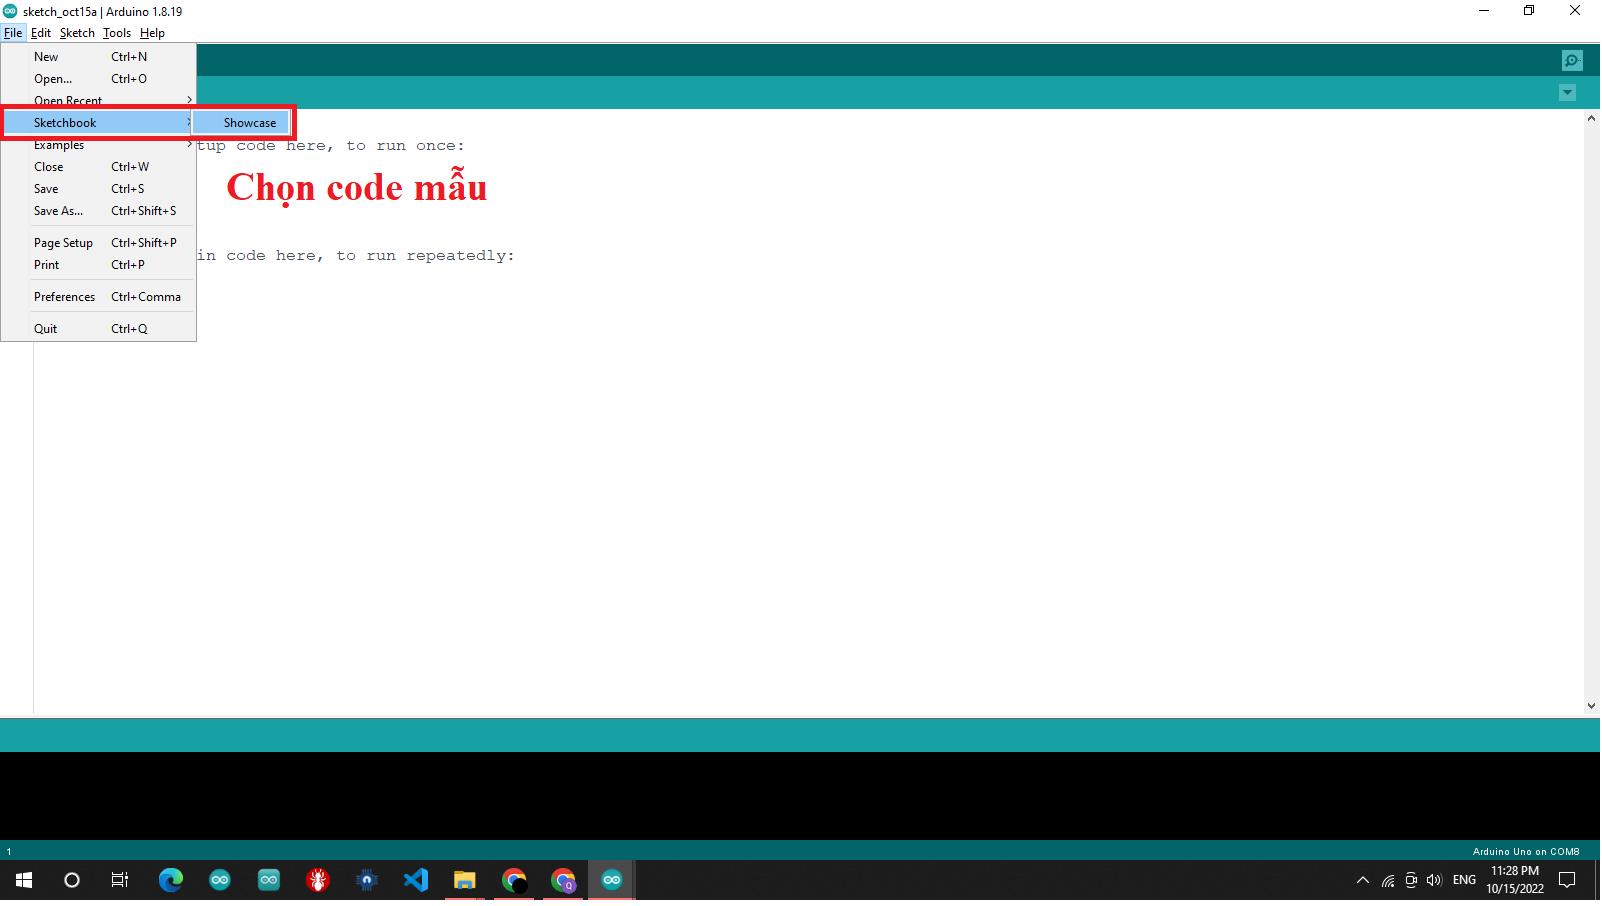 sketch_oct15a | Arduino 1.8.19
File Edit Sketch Tools Help
New Ctrl+N
Open... Ctrl+O
Open Recent
Sketchbook Showcase
Examples
tup code here, to run once:
Close Ctrl+W
Save Ctrl+S
Chọn code mẫu
Save As... Ctrl+Shift+S
Page Setup Ctrl+Shift+P
in code here, to run repeatedly:
Print Ctrl+P
Preferences Ctrl+Comma
Quit Ctrl+Q
1 Arduino Uno on COM8
ENG
11:28 PM
10/15/2022